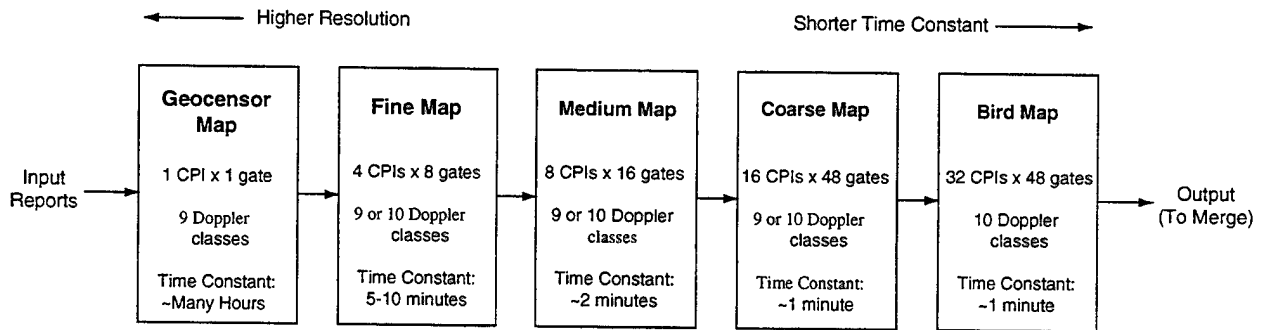 Higher Resolution
Shorter Time Constant
Input
Reports
Geocensor
Map
1 CPI x 1 gate
9 Doppler
classes
Time Constant:
~Many Hours
Fine Map
4 CPIs x 8 gates
9 or 10 Doppler
classes
Time Constant:
5-10 minutes
Medium Map
8 CPIs x 16 gates
9 or 10 Doppler
classes
Time Constant:
~2 minutes
Coarse Map
16 CPIs x 48 gates
9 or 10 Doppler
classes
Time Constant:
~1 minute
Bird Map
32 CPIs x 48 gates
10 Doppler
classes
Time Constant:
~1 minute
Output
(To Merge)